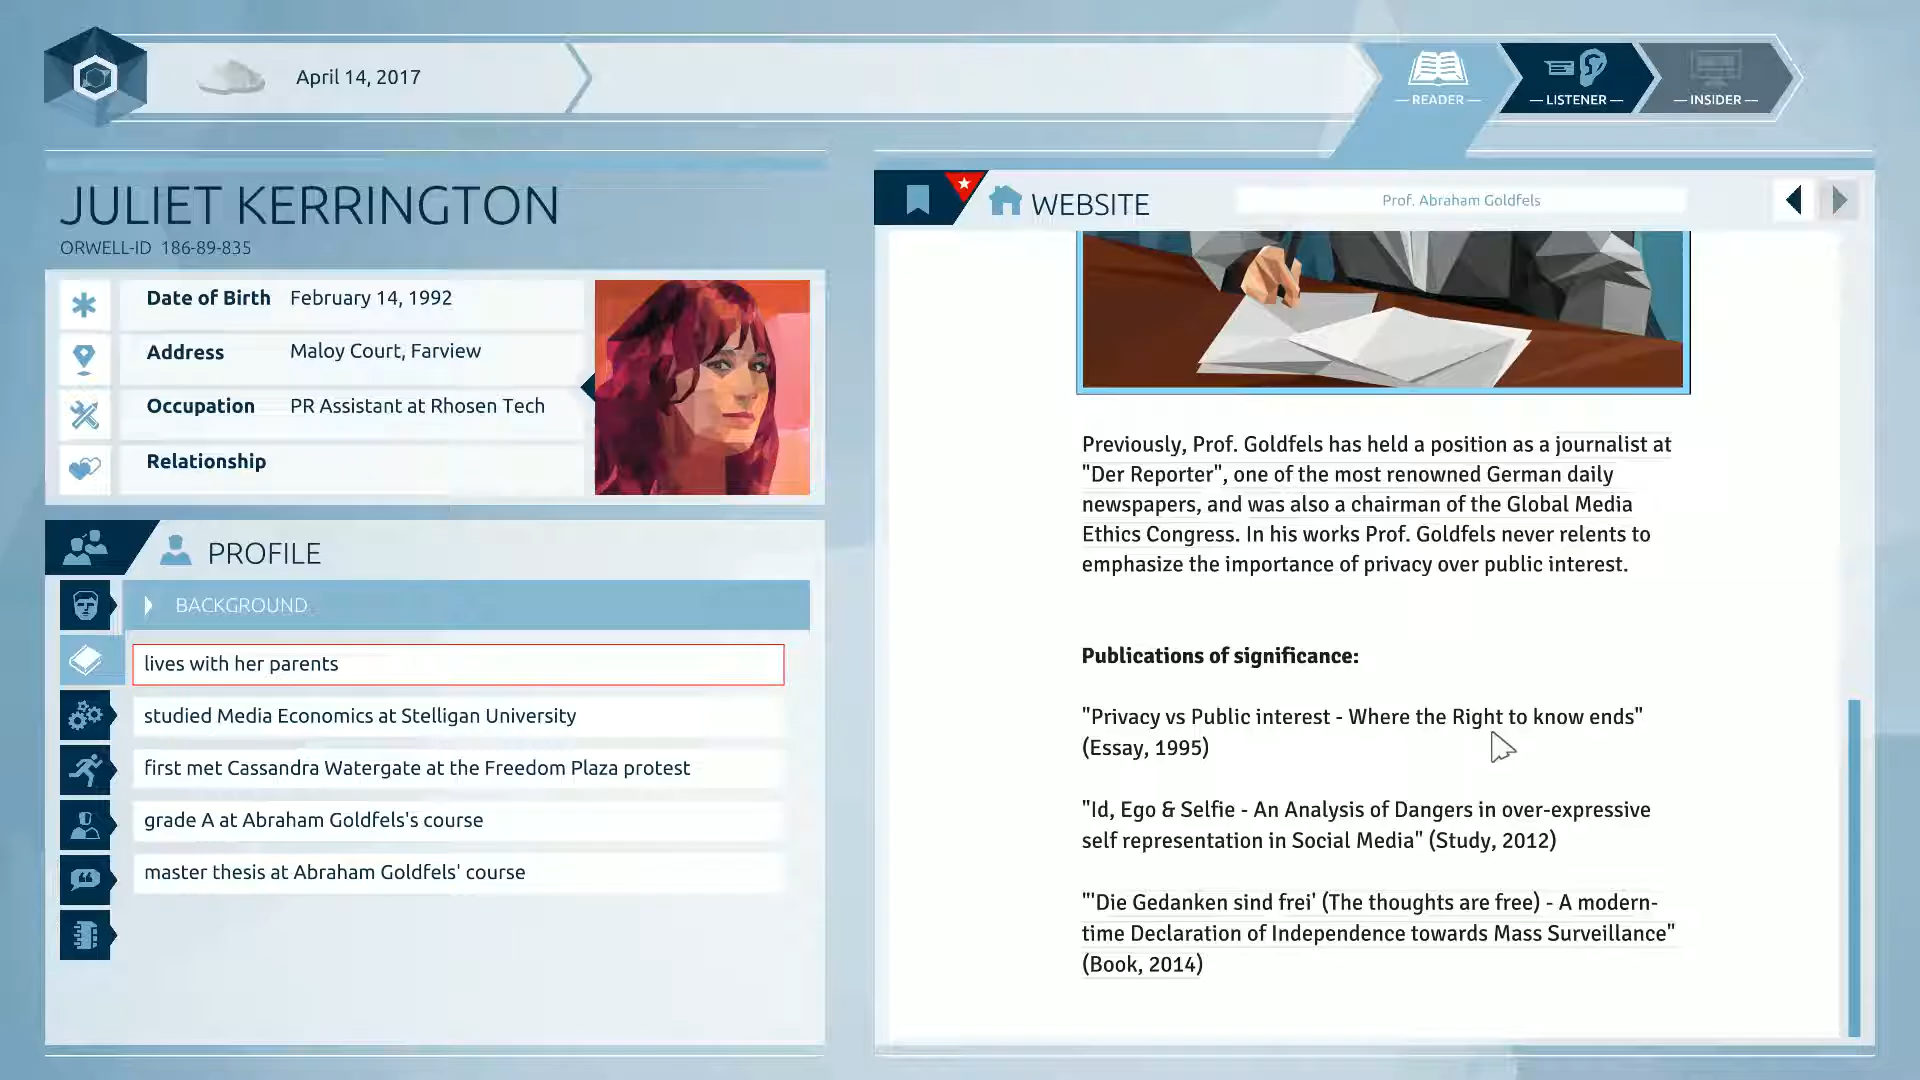 April 14, 2017
READER
LISTENER
INSIDER
JULIET KERRINGTON
ORWELL-ID 186-89-835
Date of Birth February 14, 1992
Address Maloy Court, Farview
Occupation PR Assistant at Rhosen Tech
Relationship
PROFILE
BACKGROUND
lives with her parents
studied Media Economics at Stelligan University
first met Cassandra Watergate at the Freedom Plaza protest
grade A at Abraham Goldfels's course
master thesis at Abraham Goldfels' course
WEBSITE
Prof. Abraham Goldfels
Previously, Prof. Goldfels has held a position as a journalist at
"Der Reporter", one of the most renowned German daily
newspapers, and was also a chairman of the Global Media
Ethics Congress. In his works Prof. Goldfels never relents to
emphasize the importance of privacy over public interest.
Publications of significance:
"Privacy vs Public interest - Where the Right to know ends"
(Essay, 1995)
"Id, Ego & Selfie - An Analysis of Dangers in over-expressive
self representation in Social Media" (Study, 2012)
"'Die Gedanken sind frei' (The thoughts are free) - A modern-
time Declaration of Independence towards Mass Surveillance"
(Book, 2014)